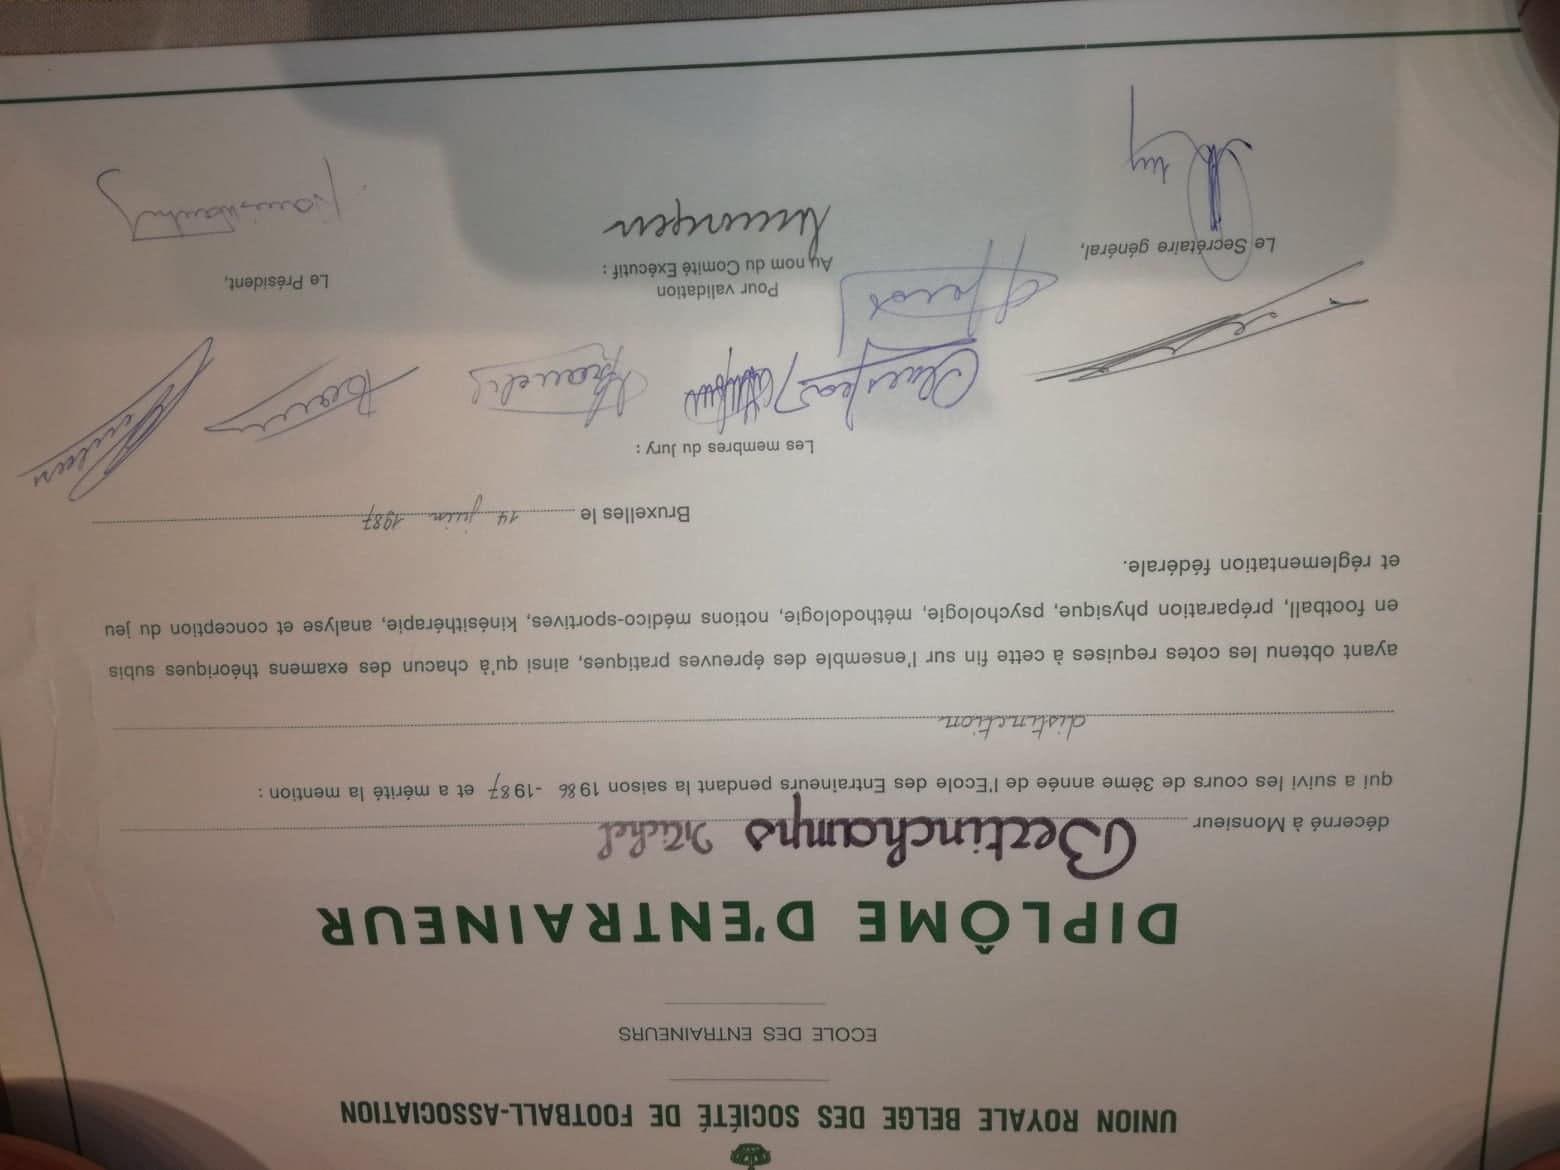 UNION ROYALE BELGE DES SOCIÉTÉ DE FOOTBALL-ASSOCIATION
ECOLE DES ENTRAINEURS
DIPLÔME D'ENTRAINEUR
décerné à Monsieur Bertinchamps Michel
qui a suivi les cours de 3ème année de l'Ecole des Entraineurs pendant la saison 1986 -1987 et a mérité la mention :
distinction
ayant obtenu les cotes requises à cette fin sur l'ensemble des épreuves pratiques, ainsi qu'à chacun des examens théoriques subis
en football, préparation physique, psychologie, méthodologie, notions médico-sportives, kinésithérapie, analyse et conception du jeu
et réglementation fédérale.
Bruxelles le 14 juin 1987
Les membres du Jury :
Le Secrétaire général,
Pour validation
Au nom du Comité Exécutif :
Le Président,